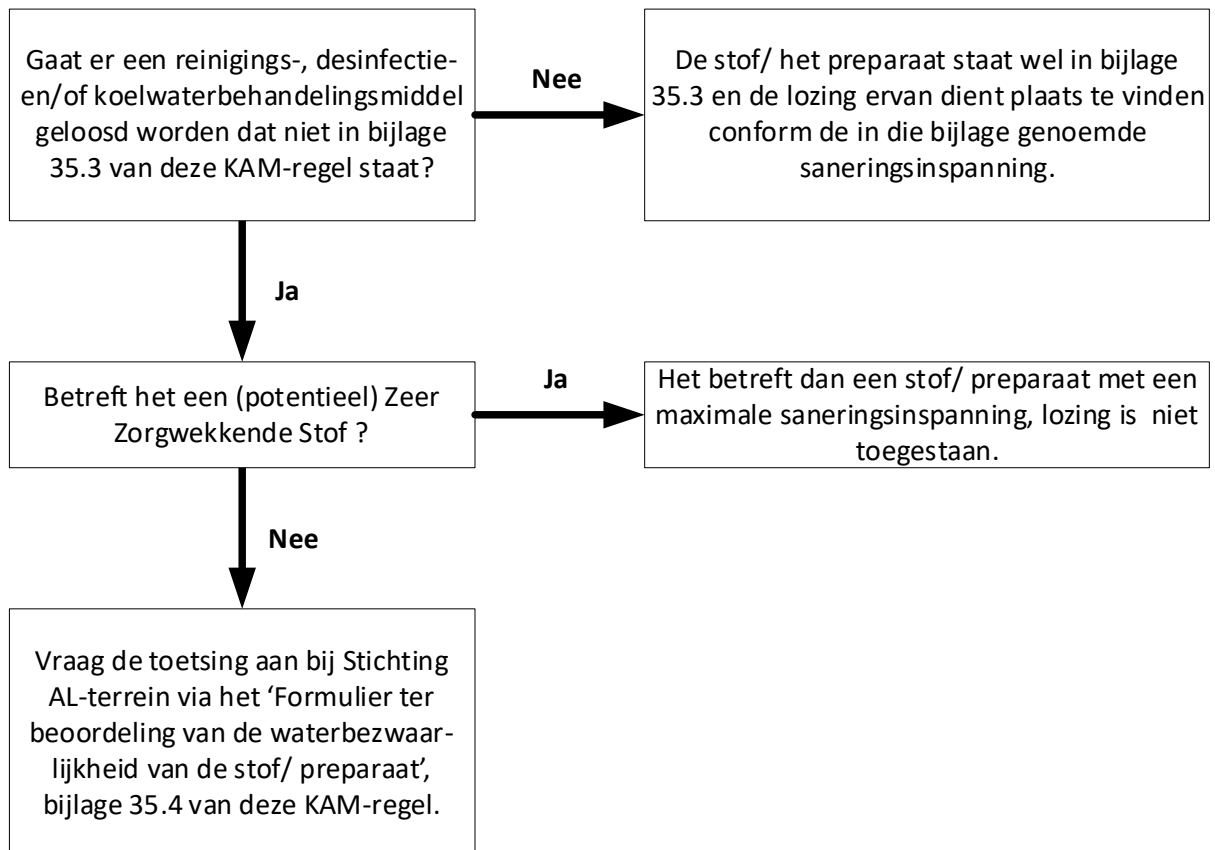 Gaat er een reinigings-, desinfectie-
en/of koelwaterbehandelingsmiddel
geloosd worden dat niet in bijlage
35.3 van deze KAM-regel staat?
Nee
De stof/ het preparaat staat wel in bijlage
35.3 en de lozing ervan dient plaats te vinden
conform de in die bijlage genoemde
saneringsinspanning.
Ja
Betreft het een (potentieel) Zeer
Zorgwekkende Stof ?
Ja
Het betreft dan een stof/ preparaat met een
maximale saneringsinspanning, lozing is  niet
toegestaan.
Nee
Vraag de toetsing aan bij Stichting
AL-terrein via het ‘Formulier ter
beoordeling van de waterbezwaar-
lijkheid van de stof/ preparaat’,
bijlage 35.4 van deze KAM-regel.